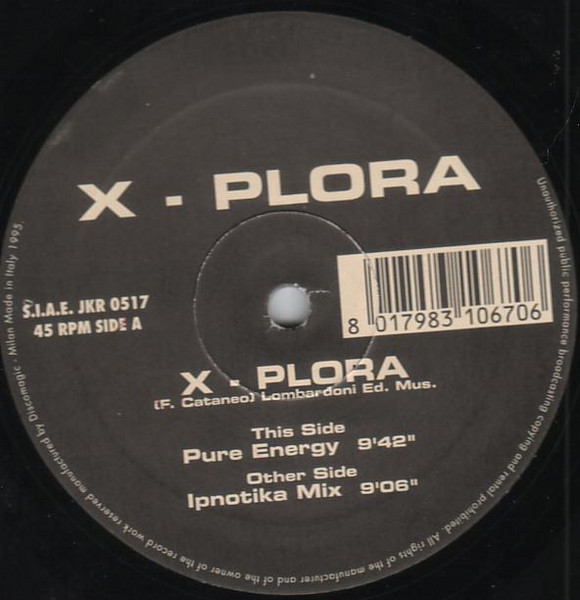 X - PLORA
S.I.A.E. JKR 0517
45 RPM SIDE A
8 017983 106706
X - PLORA
(F. Cataneo) Lombardoni Ed. Mus.
This Side
Pure Energy 9'42"
Other Side
Ipnotika Mix 9'06"
Unauthorized public performance broadcasting copying and rental prohibited. All rights of the manufacturer and of the owner of the record work reserved manufactured by Discomagic - Milan Made in Italy 1995.